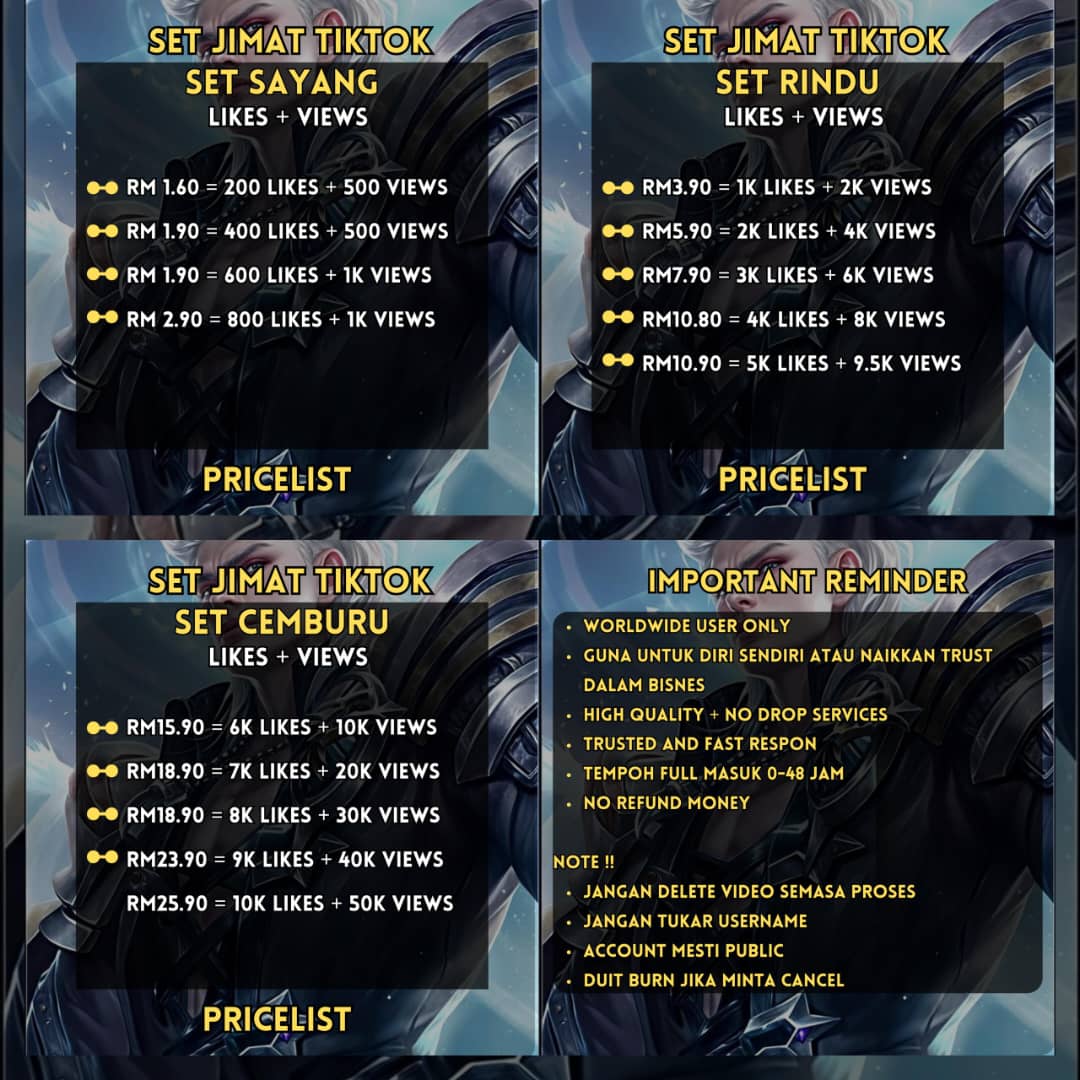 SET JIMAT TIKTOK
SET SAYANG
LIKES + VIEWS
RM 1.60 = 200 LIKES + 500 VIEWS
RM 1.90 = 400 LIKES + 500 VIEWS
RM 1.90 = 600 LIKES + 1K VIEWS
RM 2.90 = 800 LIKES + 1K VIEWS
PRICELIST
SET JIMAT TIKTOK
SET RINDU
LIKES + VIEWS
RM3.90 = 1K LIKES + 2K VIEWS
RM5.90 = 2K LIKES + 4K VIEWS
RM7.90 = 3K LIKES + 6K VIEWS
RM10.80 = 4K LIKES + 8K VIEWS
RM10.90 = 5K LIKES + 9.5K VIEWS
PRICELIST
SET JIMAT TIKTOK
SET CEMBURU
LIKES + VIEWS
RM15.90 = 6K LIKES + 10K VIEWS
RM18.90 = 7K LIKES + 20K VIEWS
RM18.90 = 8K LIKES + 30K VIEWS
RM23.90 = 9K LIKES + 40K VIEWS
RM25.90 = 10K LIKES + 50K VIEWS
PRICELIST
IMPORTANT REMINDER
• WORLDWIDE USER ONLY
• GUNA UNTUK DIRI SENDIRI ATAU NAIKKAN TRUST
DALAM BISNES
• HIGH QUALITY + NO DROP SERVICES
• TRUSTED AND FAST RESPON
• TEMPOH FULL MASUK 0-48 JAM
• NO REFUND MONEY
NOTE !!
• JANGAN DELETE VIDEO SEMASA PROSES
• JANGAN TUKAR USERNAME
• ACCOUNT MESTI PUBLIC
• DUIT BURN JIKA MINTA CANCEL